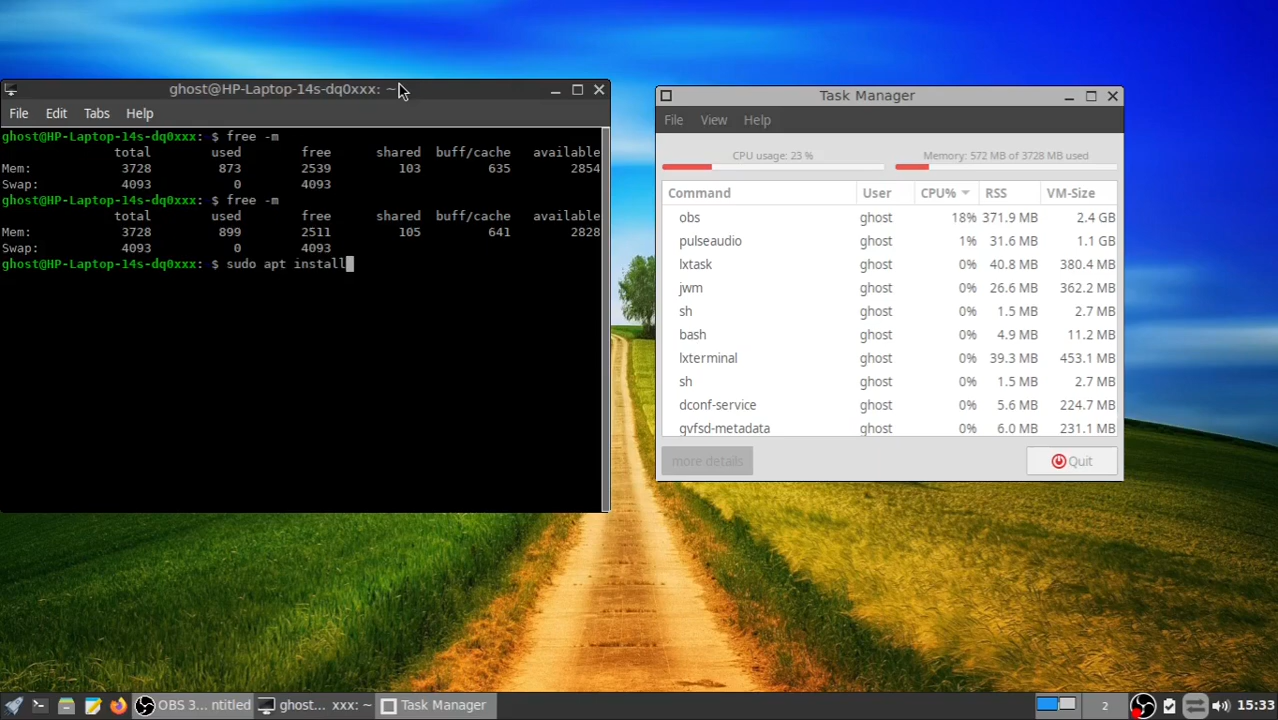 ghost@HP-Laptop-14s-dq0xxx: ~
File Edit Tabs Help
ghost@HP-Laptop-14s-dq0xxx: $ free -m
total used free shared buff/cache available
Mem: 3728 873 2539 103 635 2854
Swap: 4093 0 4093
ghost@HP-Laptop-14s-dq0xxx: $ free -m
total used free shared buff/cache available
Mem: 3728 899 2511 105 641 2828
Swap: 4093 0 4093
ghost@HP-Laptop-14s-dq0xxx: $ sudo apt install
Task Manager
File View Help
CPU usage: 23 % Memory: 572 MB of 3728 MB used
Command User CPU% RSS VM-Size
obs ghost 18% 371.9 MB 2.4 GB
pulseaudio ghost 1% 31.6 MB 1.1 GB
lxtask ghost 0% 40.8 MB 380.4 MB
jwm ghost 0% 26.6 MB 362.2 MB
sh ghost 0% 1.5 MB 2.7 MB
bash ghost 0% 4.9 MB 11.2 MB
lxterminal ghost 0% 39.3 MB 453.1 MB
sh ghost 0% 1.5 MB 2.7 MB
dconf-service ghost 0% 5.6 MB 224.7 MB
gvfsd-metadata ghost 0% 6.0 MB 231.1 MB
more details Quit
OBS 3... ntitled ghost... xxx: ~ Task Manager 2 15:33